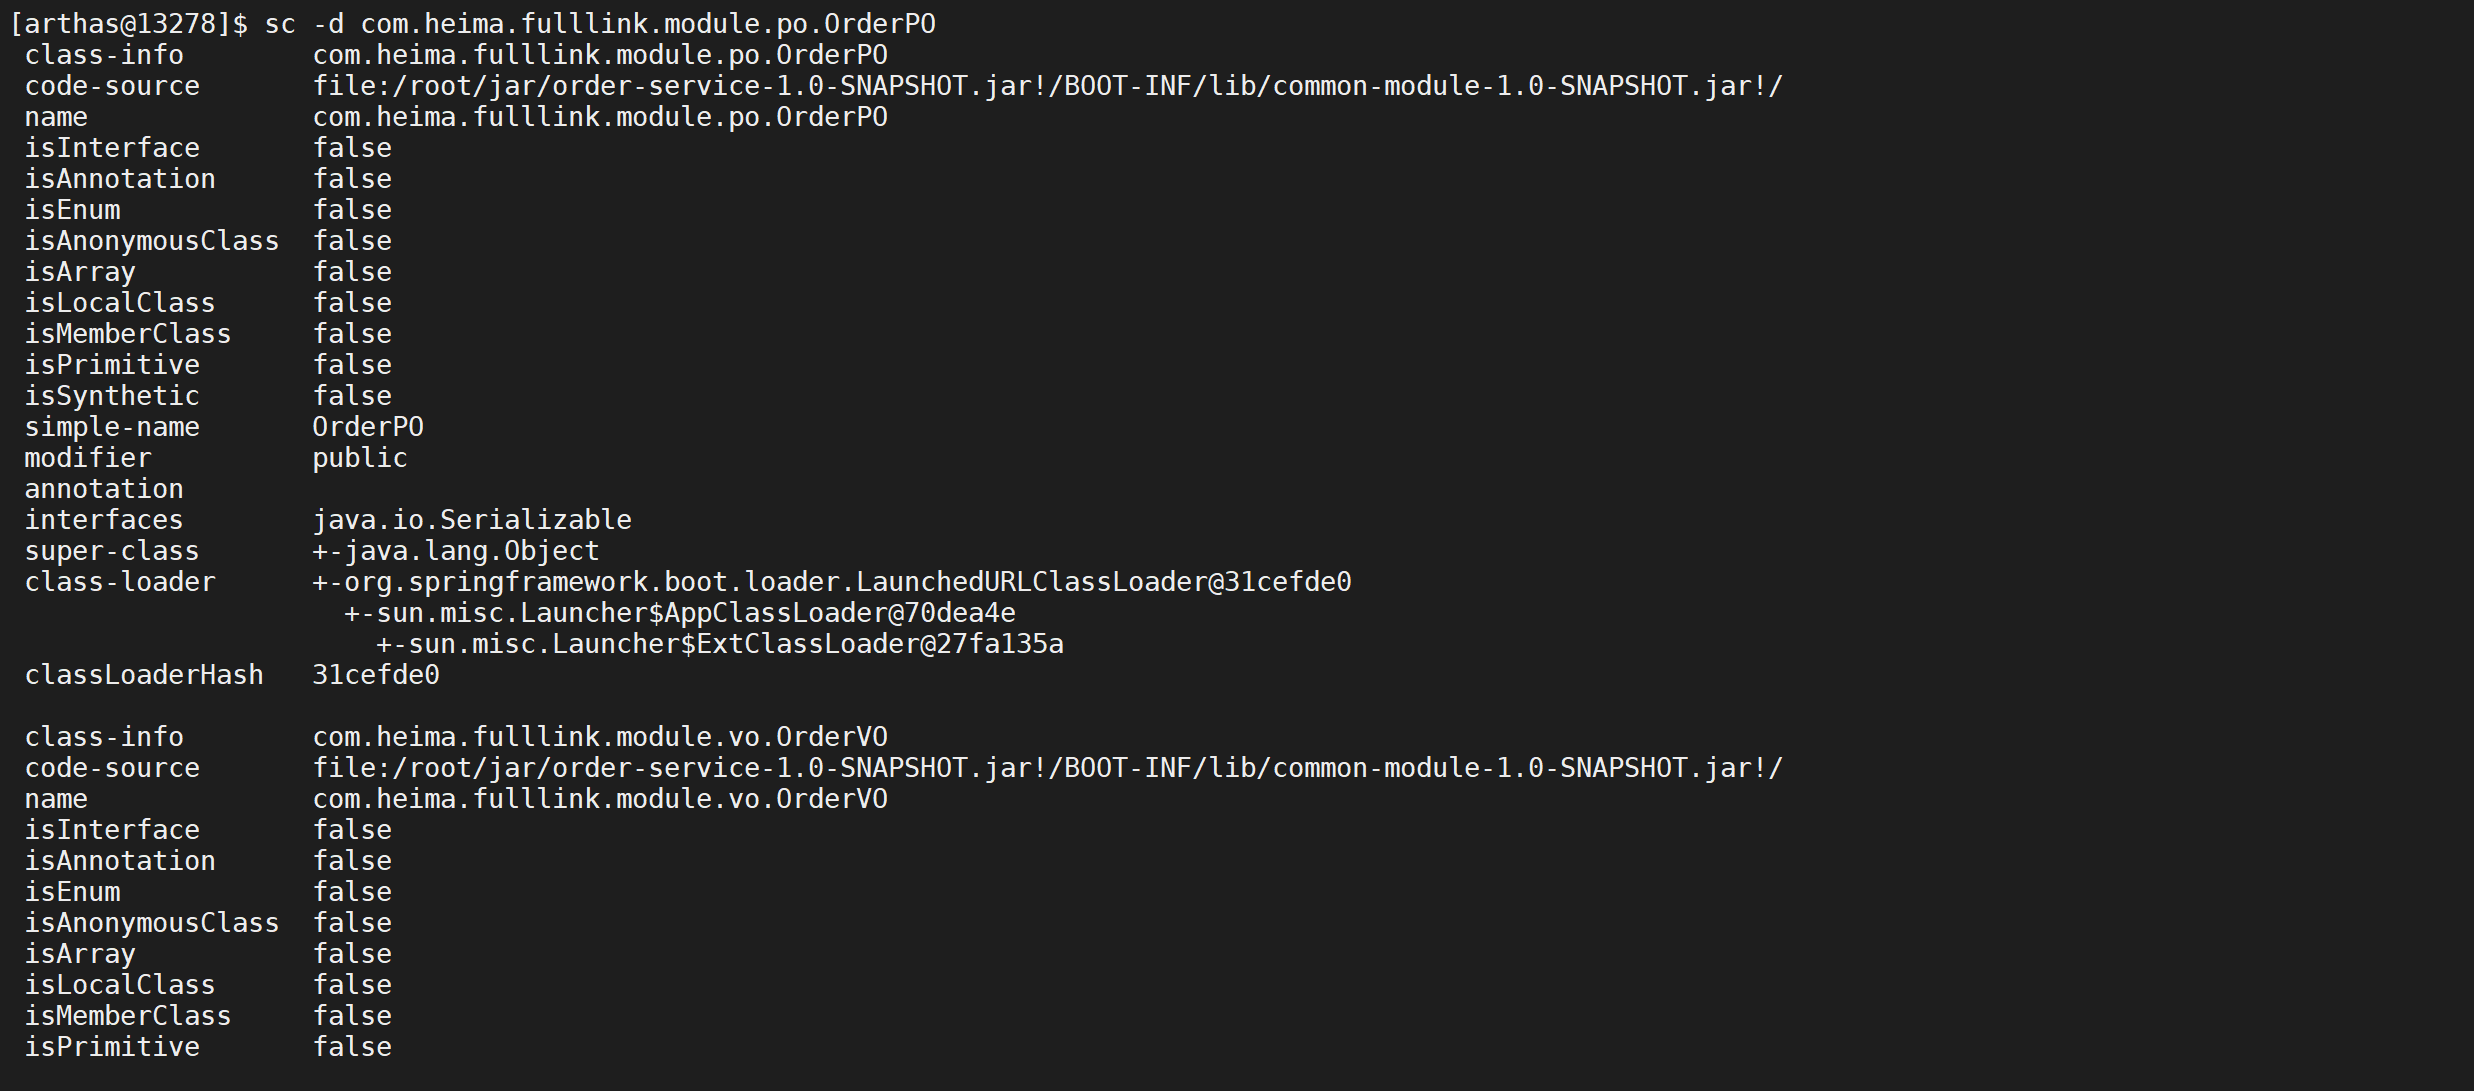 [arthas@13278]$ sc -d com.heima.fulllink.module.po.OrderPO
class-info        com.heima.fulllink.module.po.OrderPO
code-source       file:/root/jar/order-service-1.0-SNAPSHOT.jar!/BOOT-INF/lib/common-module-1.0-SNAPSHOT.jar!/
name              com.heima.fulllink.module.po.OrderPO
isInterface       false
isAnnotation      false
isEnum            false
isAnonymousClass  false
isArray           false
isLocalClass      false
isMemberClass     false
isPrimitive       false
isSynthetic       false
simple-name       OrderPO
modifier          public
annotation
interfaces        java.io.Serializable
super-class       +-java.lang.Object
class-loader      +-org.springframework.boot.loader.LaunchedURLClassLoader@31cefde0
                    +-sun.misc.Launcher$AppClassLoader@70dea4e
                      +-sun.misc.Launcher$ExtClassLoader@27fa135a
classLoaderHash   31cefde0

class-info        com.heima.fulllink.module.vo.OrderVO
code-source       file:/root/jar/order-service-1.0-SNAPSHOT.jar!/BOOT-INF/lib/common-module-1.0-SNAPSHOT.jar!/
name              com.heima.fulllink.module.vo.OrderVO
isInterface       false
isAnnotation      false
isEnum            false
isAnonymousClass  false
isArray           false
isLocalClass      false
isMemberClass     false
isPrimitive       false